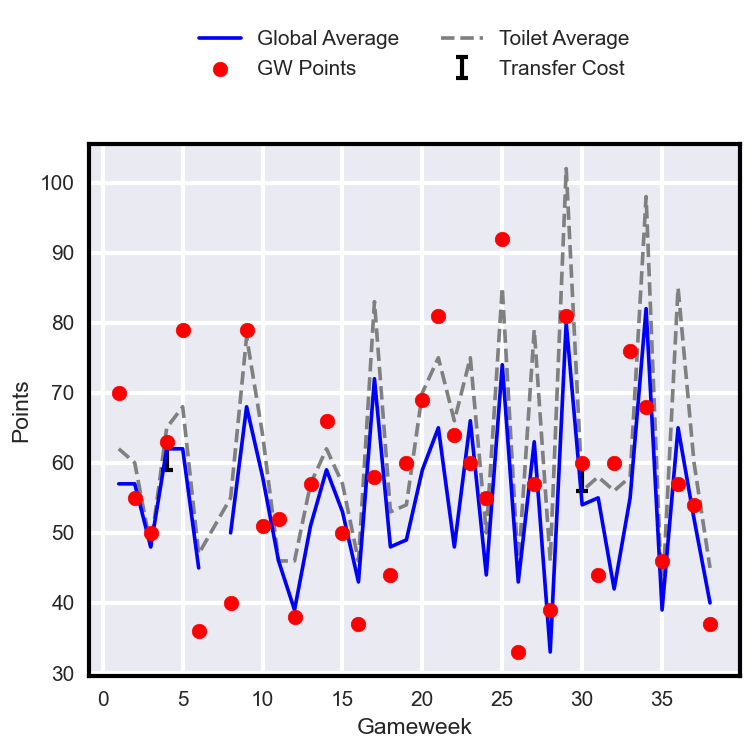 Global Average
Toilet Average
GW Points
Transfer Cost
100
90
80
70
60
50
40
30
Points
0 5 10 15 20 25 30 35
Gameweek